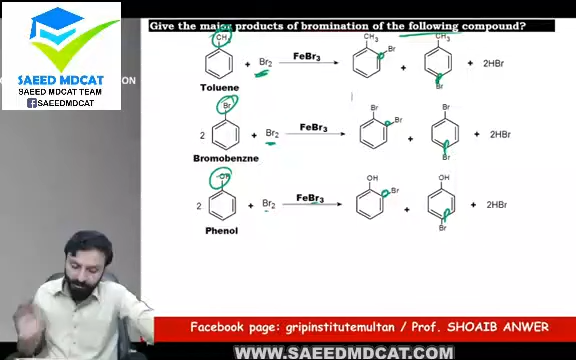 Give the major products of bromination of the following compound?
SAEED MDCAT
SAEED MDCAT TEAM
SAEEDMDCAT
CH3 + Br2 FeBr3 CH3 Br + CH3 Br + 2HBr
Toluene
2 Br + Br2 FeBr3 Br Br + Br Br + 2HBr
Bromobenzne
2 OH + Br2 FeBr3 OH Br + OH Br + 2HBr
Phenol
Facebook page: gripinstitutemultan / Prof. SHOAIB ANWER
WWW.SAEEDMDCAT.COM